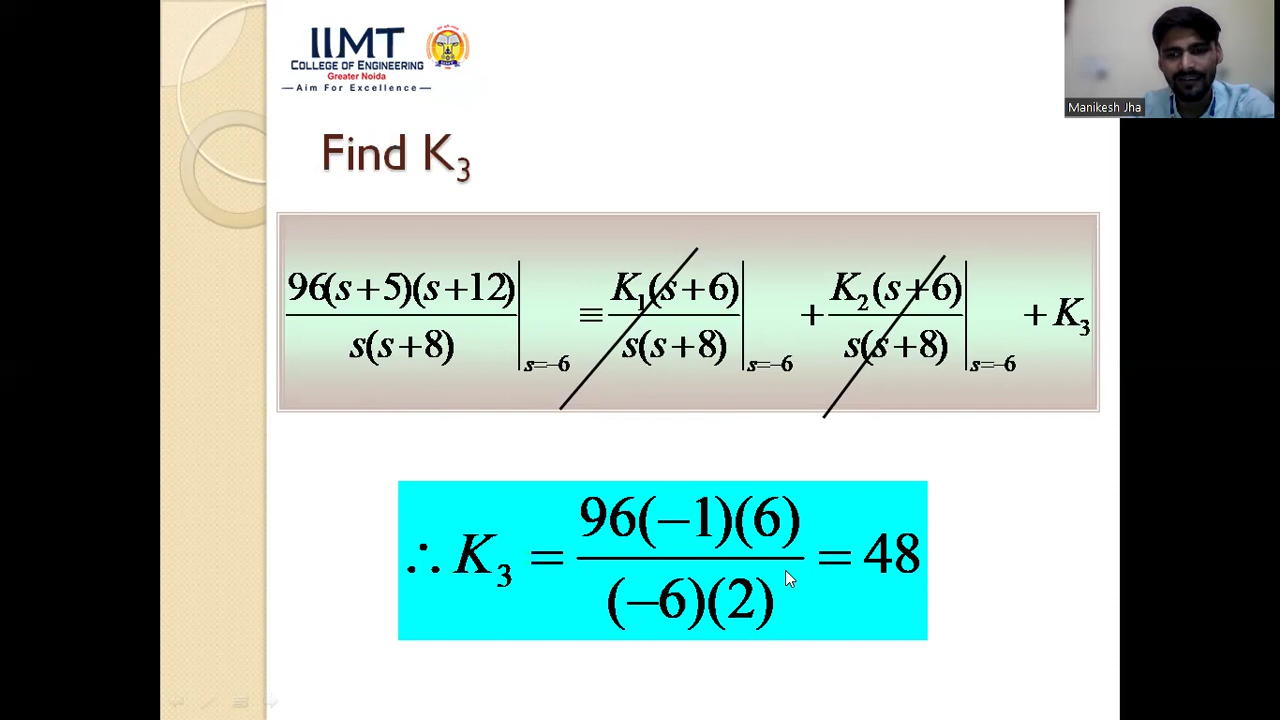 IIMT
COLLEGE OF ENGINEERING
Greater Noida
Aim For Excellence
Manikesh Jha
Find K₃
96(s+5)(s+12)/s(s+8)|s=−6 ≡ K₁(s+6)/s(s+8)|s=−6 + K₂(s+6)/s(s+8)|s=−6 + K₃
∴ K₃ = 96(−1)(6)/(−6)(2) = 48